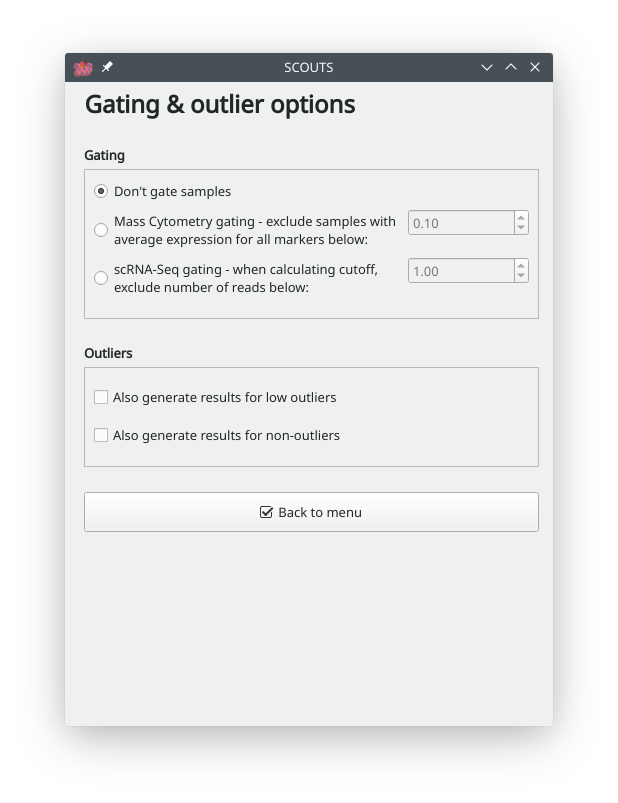 SCOUTS
Gating & outlier options
Gating
Don't gate samples
Mass Cytometry gating - exclude samples with
average expression for all markers below:
0.10
scRNA-Seq gating - when calculating cutoff,
exclude number of reads below:
1.00
Outliers
Also generate results for low outliers
Also generate results for non-outliers
Back to menu